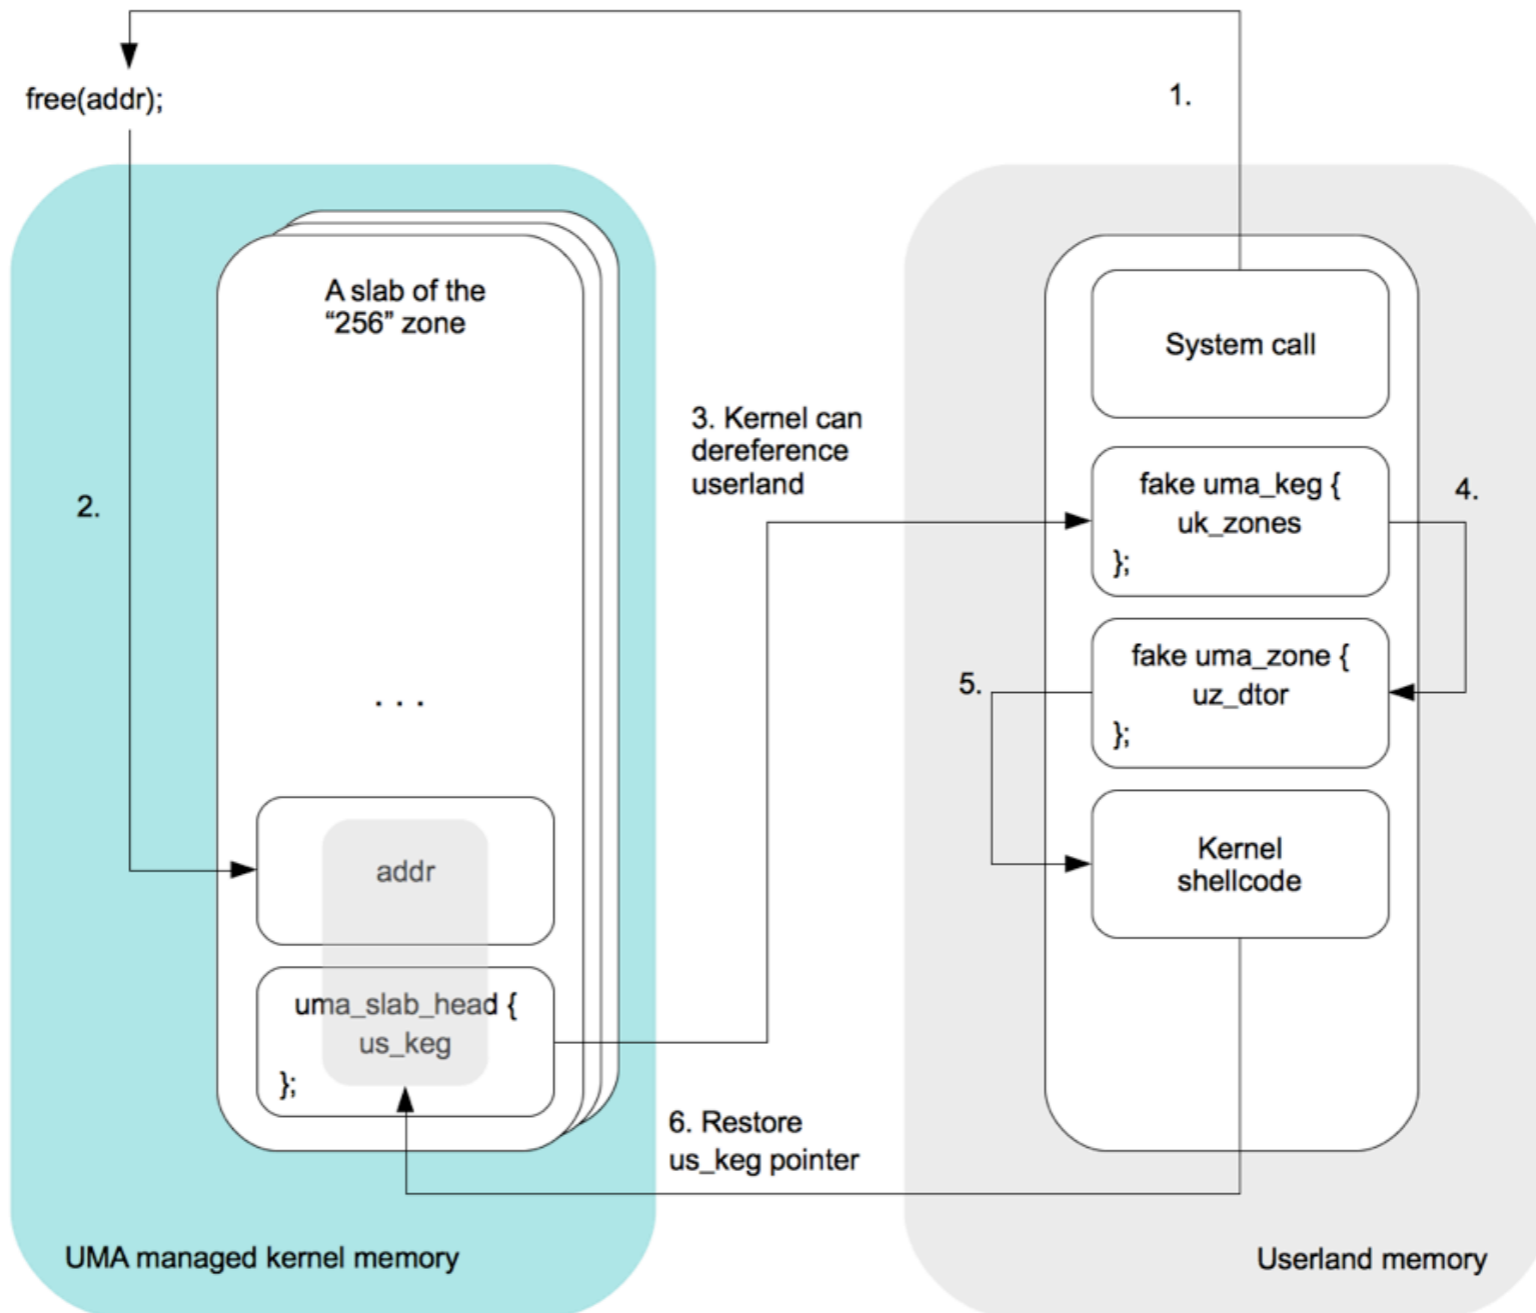 free(addr);
1.
A slab of the
“256” zone
System call
3. Kernel can
dereference
userland
2.
fake uma_keg {
uk_zones
};
4.
fake uma_zone {
uz_dtor
};
5.
. . .
addr
Kernel
shellcode
uma_slab_head {
us_keg
};
6. Restore
us_keg pointer
UMA managed kernel memory
Userland memory